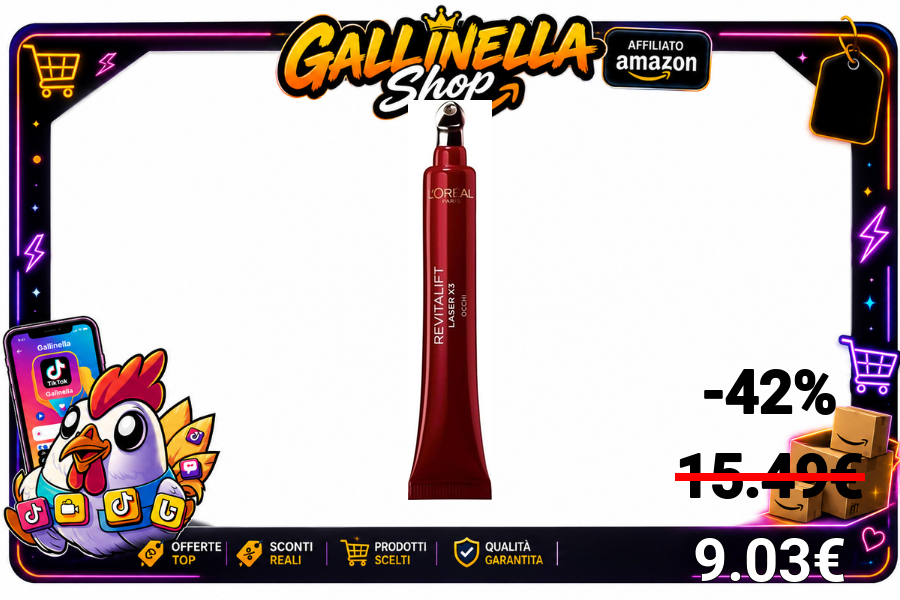 GALLINELLA
Shop
AFFILIATO
amazon
L'ORÉAL
PARIS
REVITALIFT
LASER X3
OCCHI
Gallinella
TikTok
Gallinella
-42%
15.49€
9.03€
OFFERTE
TOP
SCONTI
REALI
PRODOTTI
SCELTI
QUALITÀ
GARANTITA